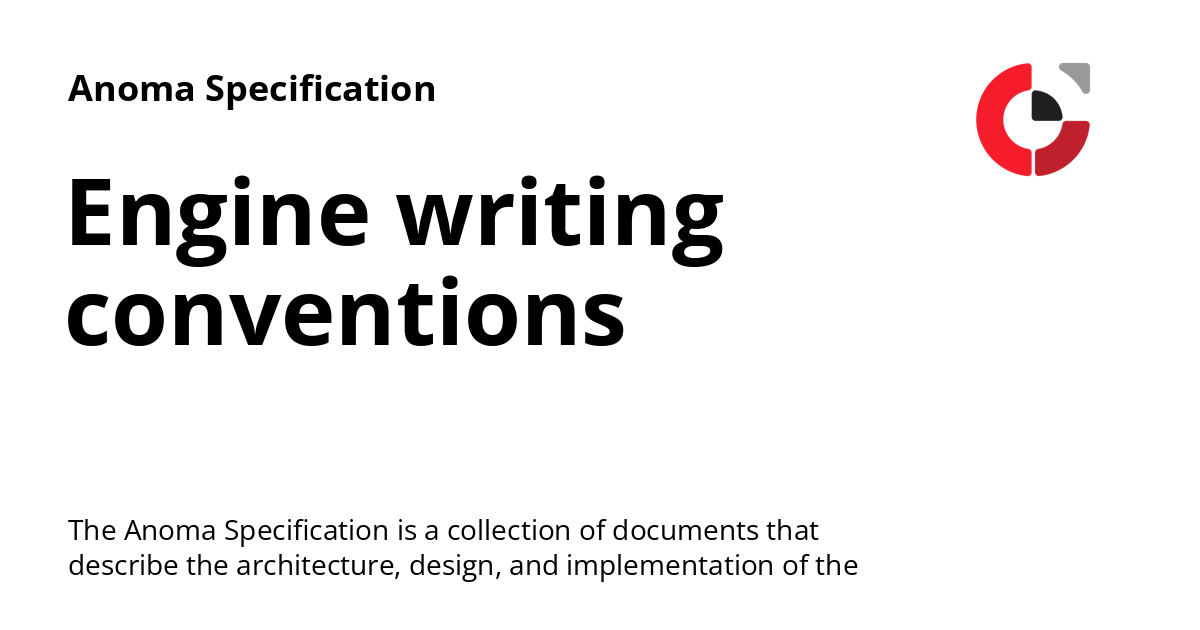 Anoma Specification
Engine writing
conventions
The Anoma Specification is a collection of documents that
describe the architecture, design, and implementation of the